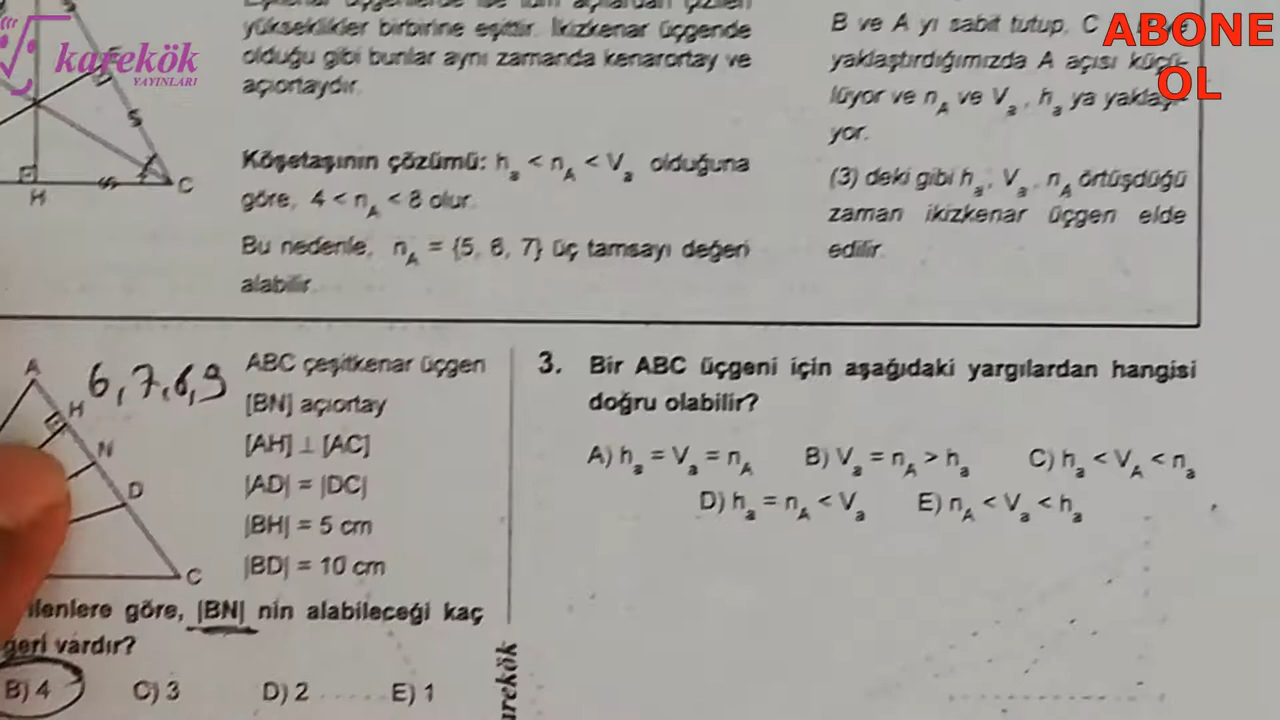 karekök
YAYINLARI
yükseklikler birbirine eşittir. İkizkenar üçgende
olduğu gibi bunlar aynı zamanda kenarortay ve
açıortaydır.
Köşetaşının çözümü: hₐ < n_A < Vₐ olduğuna
göre, 4 < n_A < 8 olur.
Bu nedenle, n_A = {5, 6, 7} üç tamsayı değeri
alabilir.
S
S
H
C
B ve A yı sabit tutup, C
yaklaştırdığımızda A açısı küçü-
lüyor ve n_A ve Vₐ, hₐ ya yaklaşı-
yor.
(3) deki gibi hₐ, Vₐ, n_A örtüşdüğü
zaman ikizkenar üçgen elde
edilir.
ABONE
OL
A
H
N
D
C
6,7,8,9
ABC çeşitkenar üçgen
[BN] açıortay
[AH] ⊥ [AC]
|AD| = |DC|
|BH| = 5 cm
|BD| = 10 cm
ilenlere göre, |BN| nin alabileceği kaç
geri vardır?
B) 4 C) 3 D) 2 E) 1
arekök
3. Bir ABC üçgeni için aşağıdaki yargılardan hangisi
doğru olabilir?
A) hₐ = Vₐ = n_A B) Vₐ = n_A > hₐ C) hₐ < V_A < nₐ
D) hₐ = n_A < Vₐ E) n_A < Vₐ < hₐ